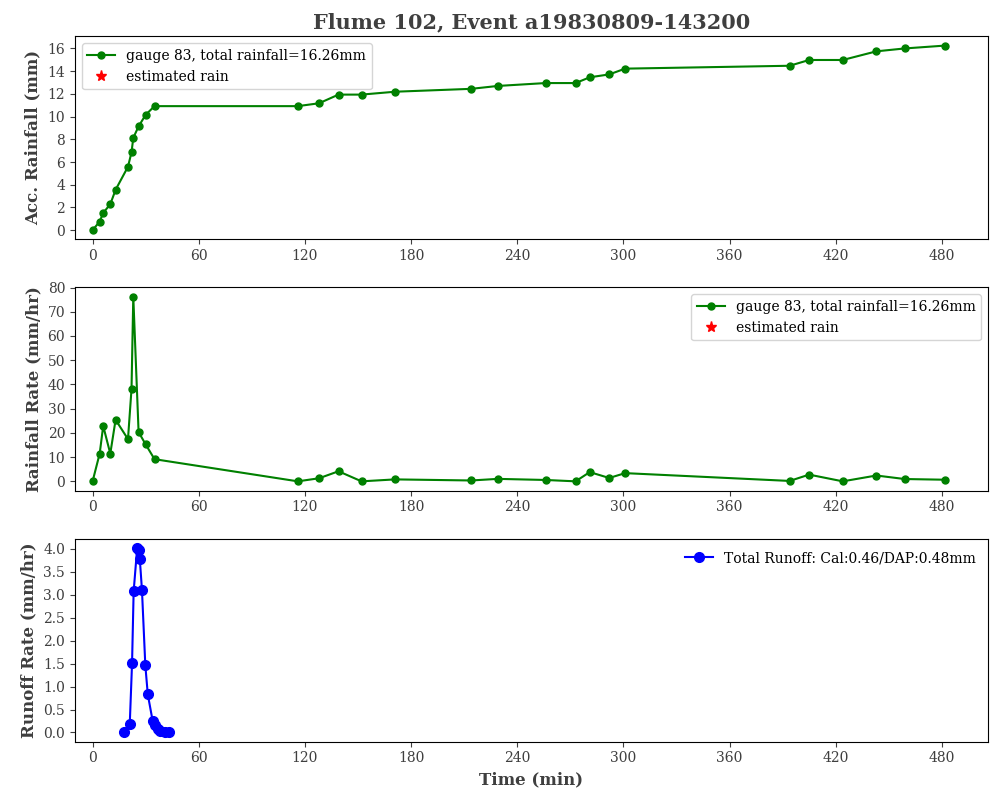 Flume 102, Event a19830809-143200
Acc. Rainfall (mm)
16
14
12
10
8
6
4
2
0
gauge 83, total rainfall=16.26mm
estimated rain
0 60 120 180 240 300 360 420 480
Rainfall Rate (mm/hr)
80
70
60
50
40
30
20
10
0
gauge 83, total rainfall=16.26mm
estimated rain
0 60 120 180 240 300 360 420 480
Runoff Rate (mm/hr)
4.0
3.5
3.0
2.5
2.0
1.5
1.0
0.5
0.0
Total Runoff: Cal:0.46/DAP:0.48mm
0 60 120 180 240 300 360 420 480
Time (min)